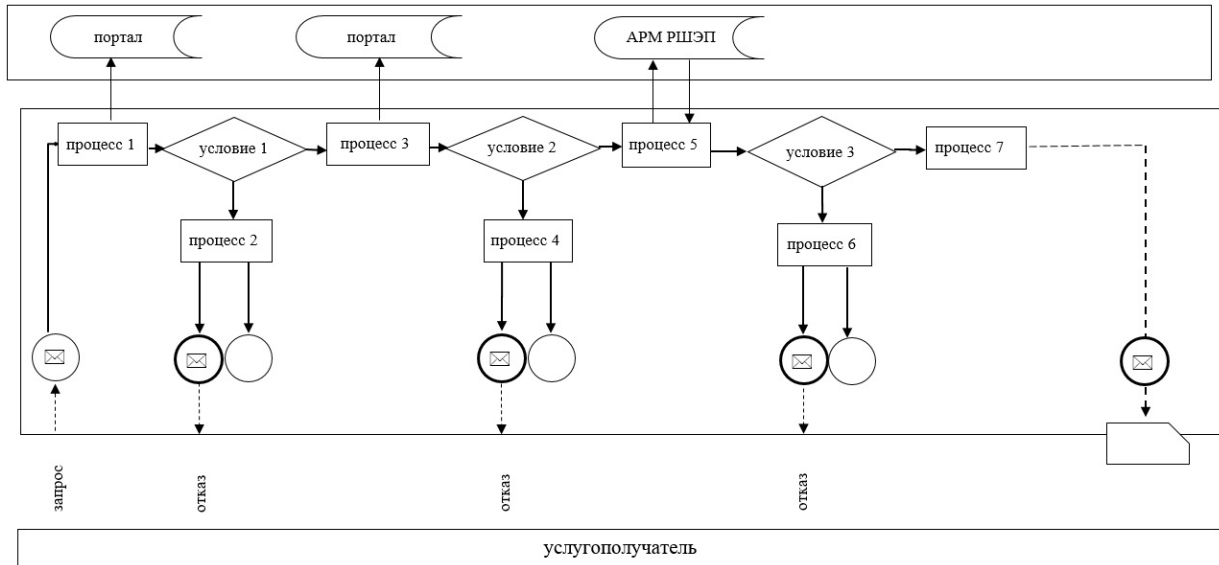 портал
портал
АРМ РШЭП
процесс 1
условие 1
процесс 3
условие 2
процесс 5
условие 3
процесс 7
процесс 2
процесс 4
процесс 6
запрос
отказ
отказ
отказ
услугополучатель